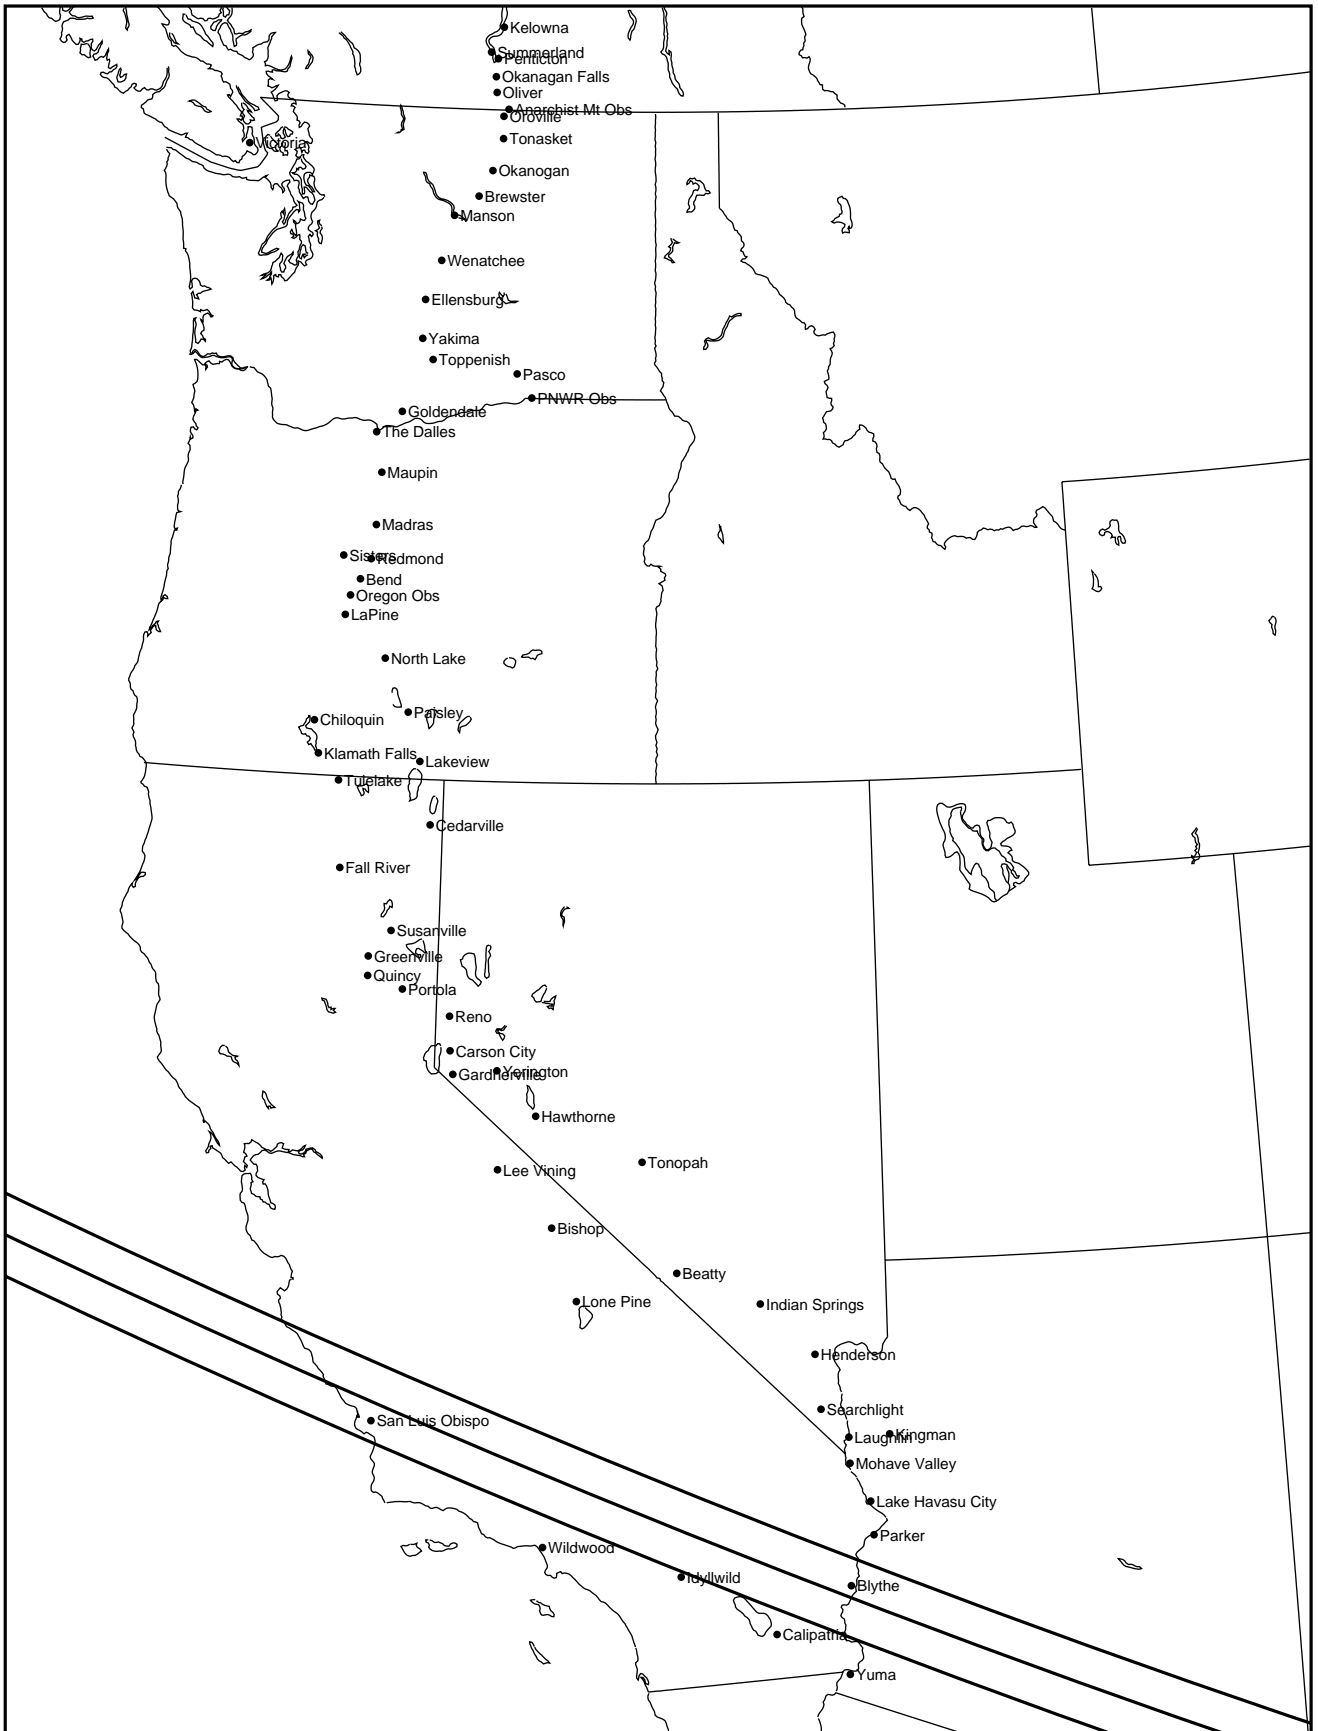 Kelowna
Summerland
Penticton
Okanagan Falls
Oliver
Anarchist Mt Obs
Oroville
Tonasket
Victoria
Okanogan
Brewster
Manson
Wenatchee
Ellensburg
Yakima
Toppenish
Pasco
PNWR Obs
Goldendale
The Dalles
Maupin
Madras
Sisters
Redmond
Bend
Oregon Obs
LaPine
North Lake
Paisley
Chiloquin
Klamath Falls
Lakeview
Tulelake
Cedarville
Fall River
Susanville
Greenville
Quincy
Portola
Reno
Carson City
Yerington
Gardnerville
Hawthorne
Tonopah
Lee Vining
Bishop
Beatty
Lone Pine
Indian Springs
Henderson
Searchlight
San Luis Obispo
Kingman
Laughlin
Mohave Valley
Lake Havasu City
Parker
Wildwood
Idyllwild
Blythe
Calipatria
Yuma